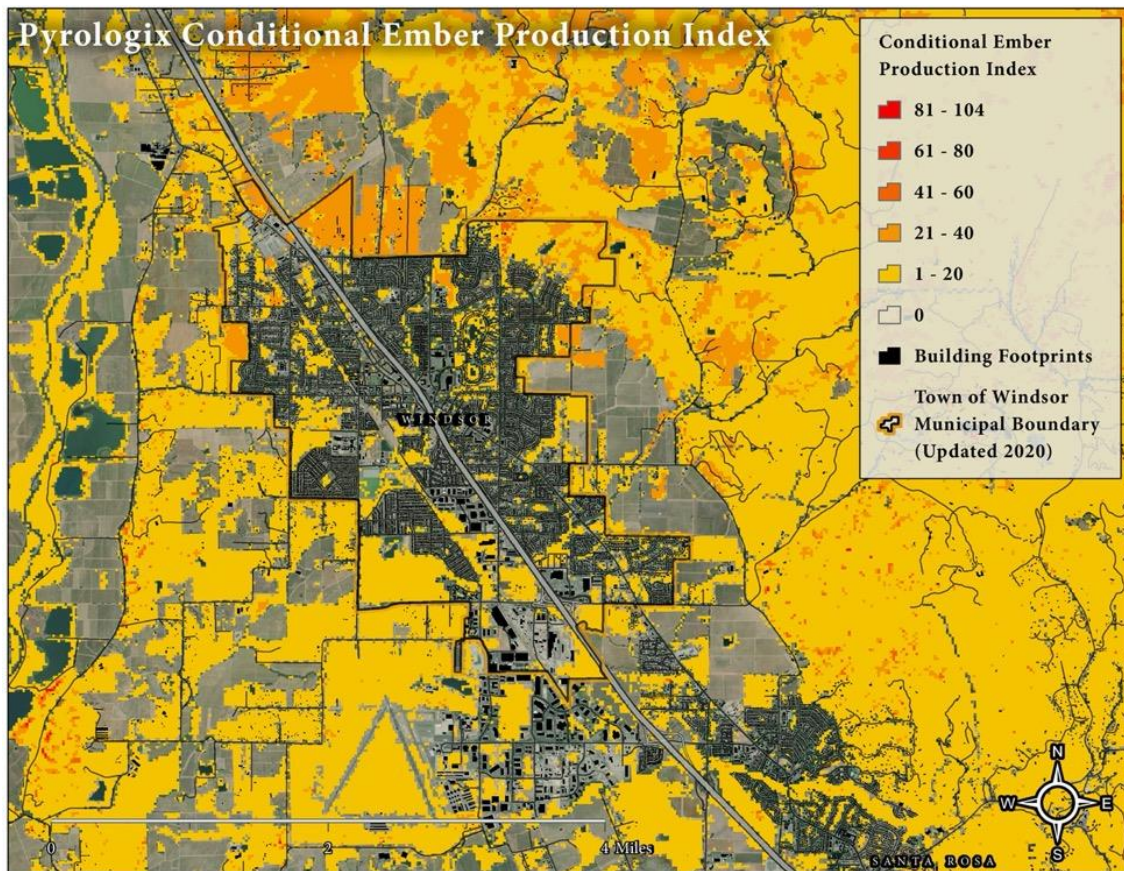 Pyrologix Conditional Ember Production Index
Conditional Ember
Production Index
81 - 104
61 - 80
41 - 60
21 - 40
1 - 20
0
Building Footprints
Town of Windsor
Municipal Boundary
(Updated 2020)
WINDSOR
N
W
E
S
0
2
4 Miles
SANTA ROSA